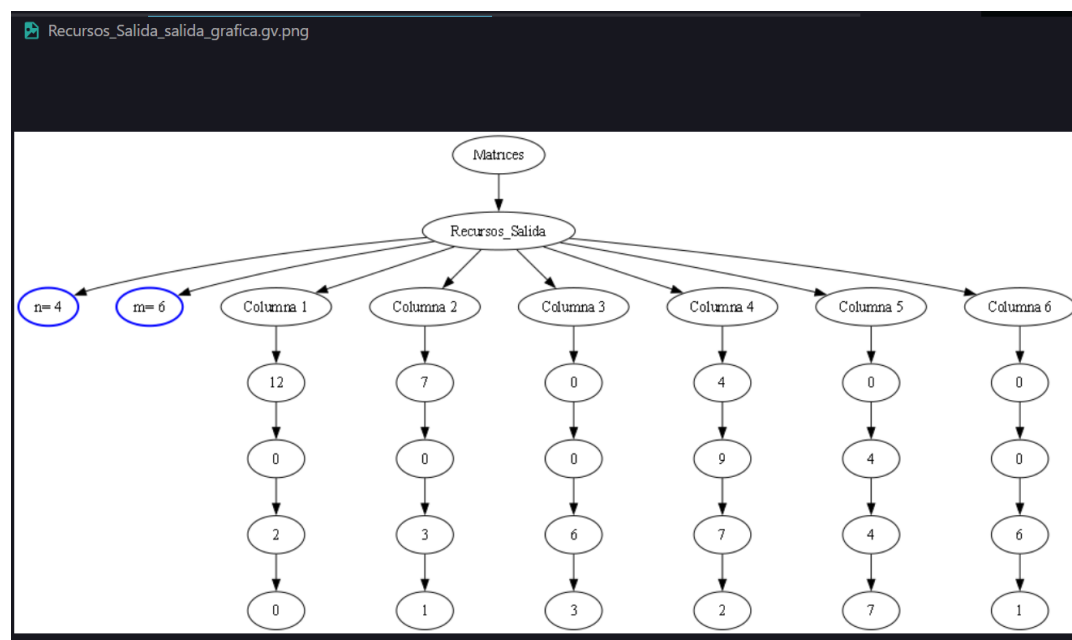 Recursos_Salida_salida_grafica.gv.png
Matrices
Recursos_Salida
n= 4 m= 6 Columna 1 Columna 2 Columna 3 Columna 4 Columna 5 Columna 6
12 7 0 4 0 0
0 0 0 9 4 0
2 3 6 7 4 6
0 1 3 2 7 1